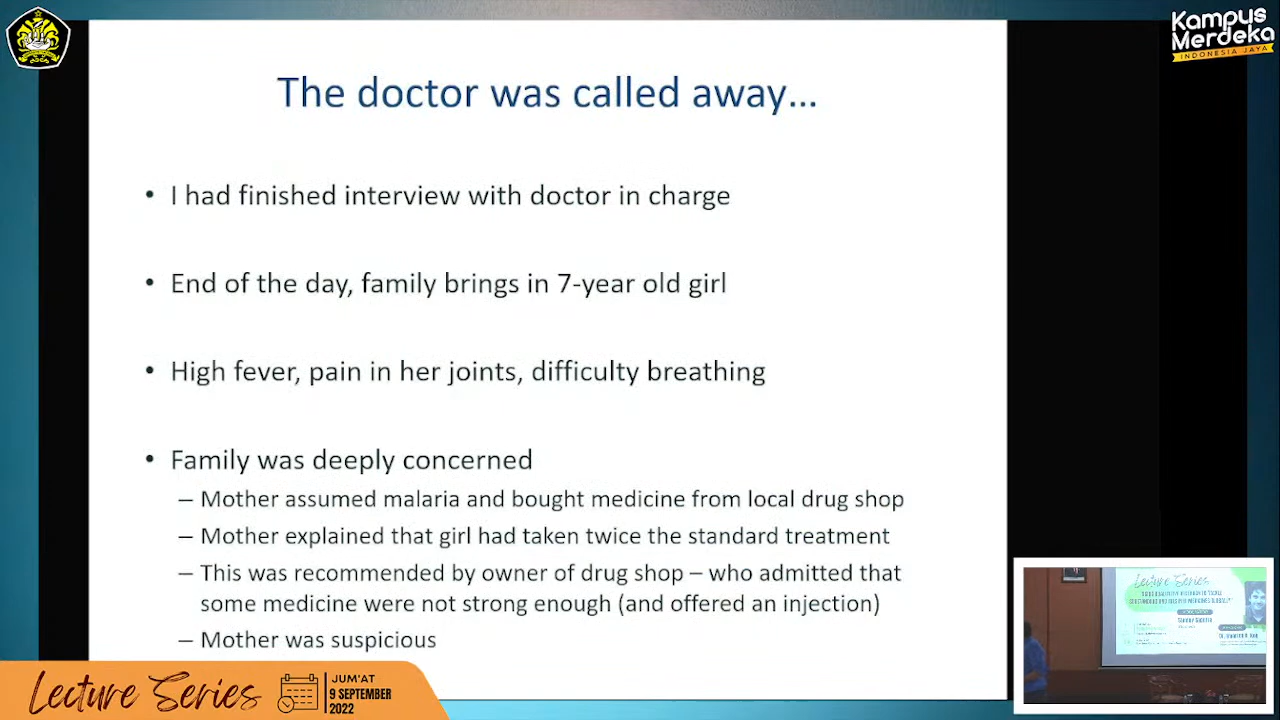 Kampus
Merdeka
INDONESIA JAYA
The doctor was called away...
• I had finished interview with doctor in charge
• End of the day, family brings in 7-year old girl
• High fever, pain in her joints, difficulty breathing
• Family was deeply concerned
– Mother assumed malaria and bought medicine from local drug shop
– Mother explained that girl had taken twice the standard treatment
– This was recommended by owner of drug shop – who admitted that
some medicine were not strong enough (and offered an injection)
– Mother was suspicious
Lecture Series
JUM'AT
9 SEPTEMBER
2022
Lecture Series